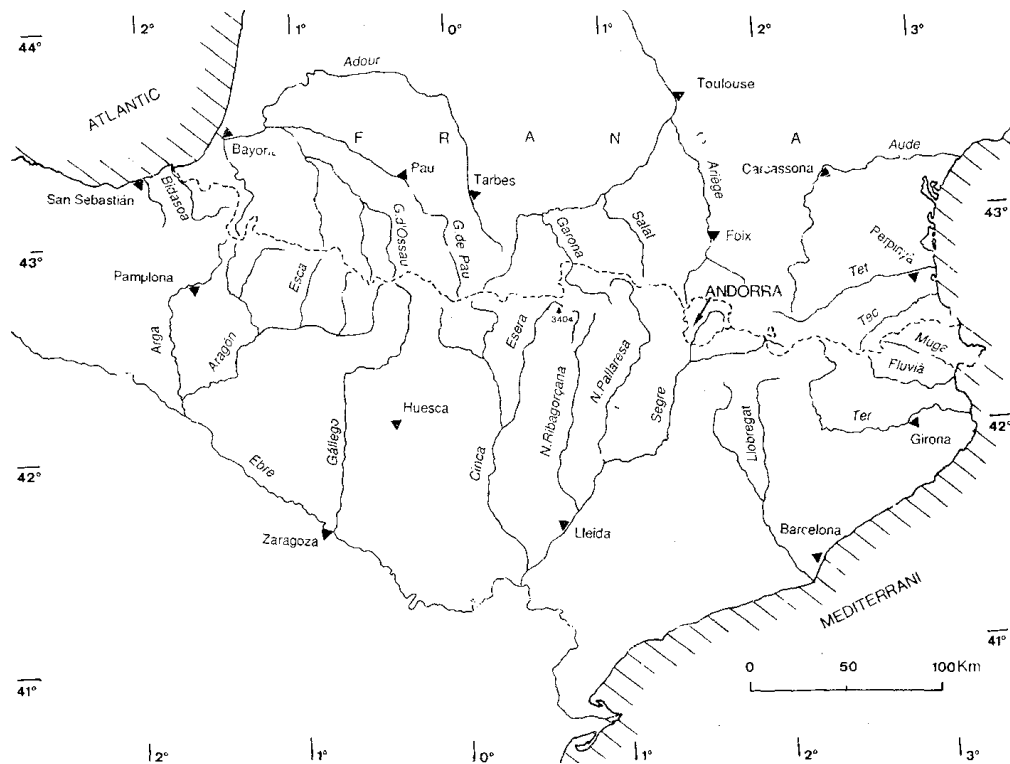 2° 1° 0° 1° 2° 3°
44°
Adour
Toulouse
ATLANTIC
F R A N C A
Bayona
Aude
Pau
Ariège
Carcassona
San Sebastián
Bidasoa
Tarbes
43°
Salat
G. d'Ossau
G. de Pau
Garona
Foix
Perpinyà
43°
Esca
Tet
Pamplona
ANDORRA
Tec
3404
Esera
Muga
Arga
Aragón
N. Pallaresa
Fluvià
N. Ribagorçana
Segre
Huesca
Llobregat
Ter
42°
Gállego
Girona
Cinca
Ebre
42°
Zaragoza
Lleida
Barcelona
MEDITERRANI
41°
0 50 100 Km
41°
2° 1° 0° 1° 2° 3°